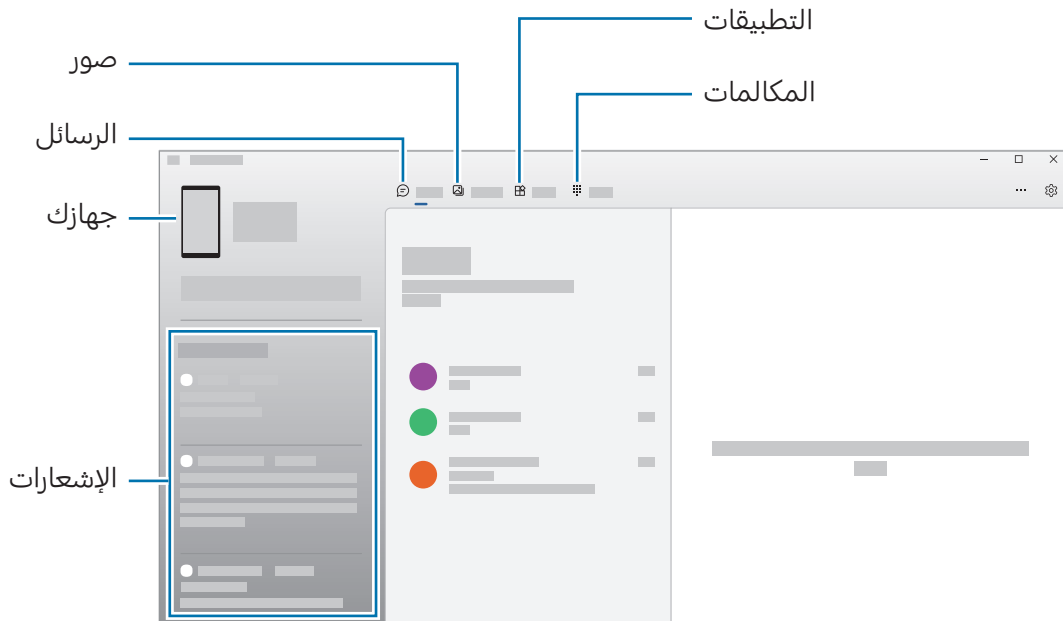 التطبيقات
صور
المكالمات
الرسائل
جهازك
الإشعارات